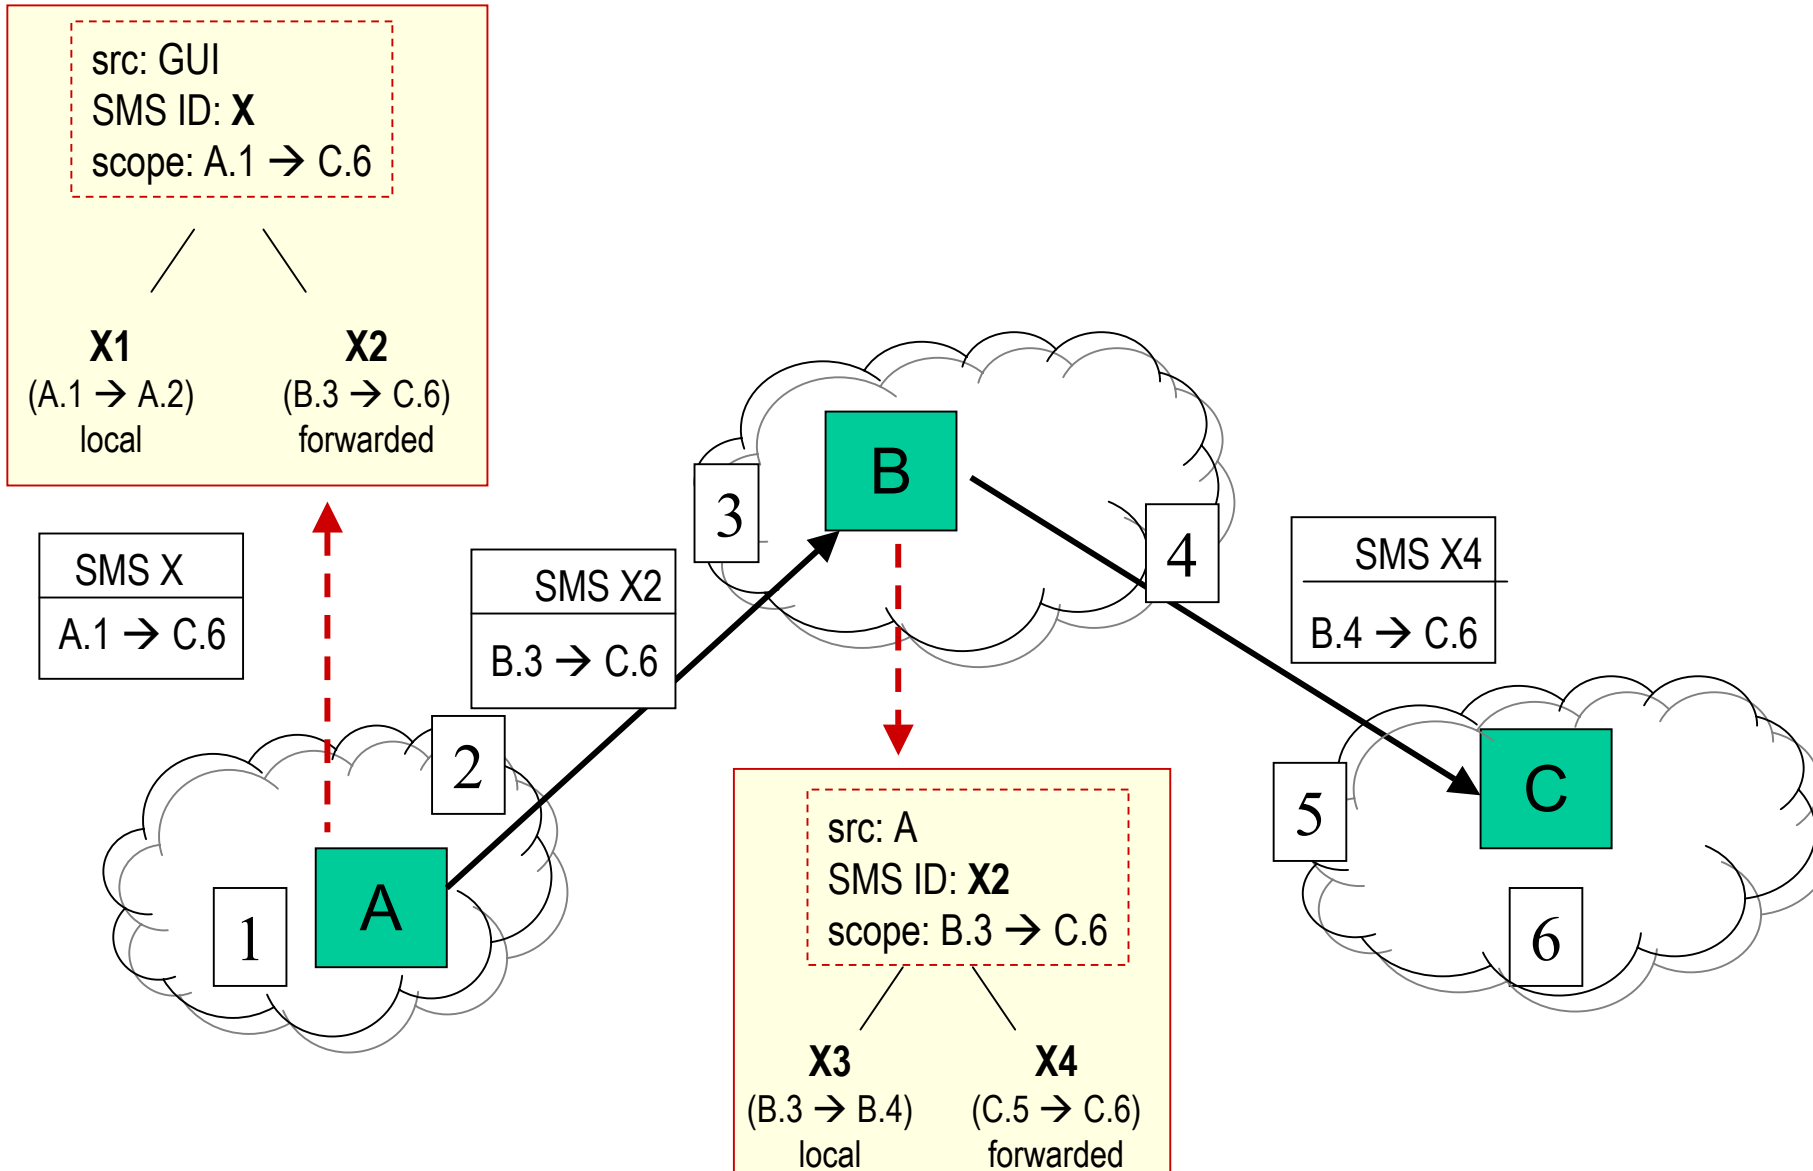 src: GUI
SMS ID: X
scope: A.1 → C.6
X1
(A.1 → A.2)
local
X2
(B.3 → C.6)
forwarded
SMS X
A.1 → C.6
SMS X2
B.3 → C.6
3
B
4
SMS X4
B.4 → C.6
2
1
A
5
C
6
src: A
SMS ID: X2
scope: B.3 → C.6
X3
(B.3 → B.4)
local
X4
(C.5 → C.6)
forwarded